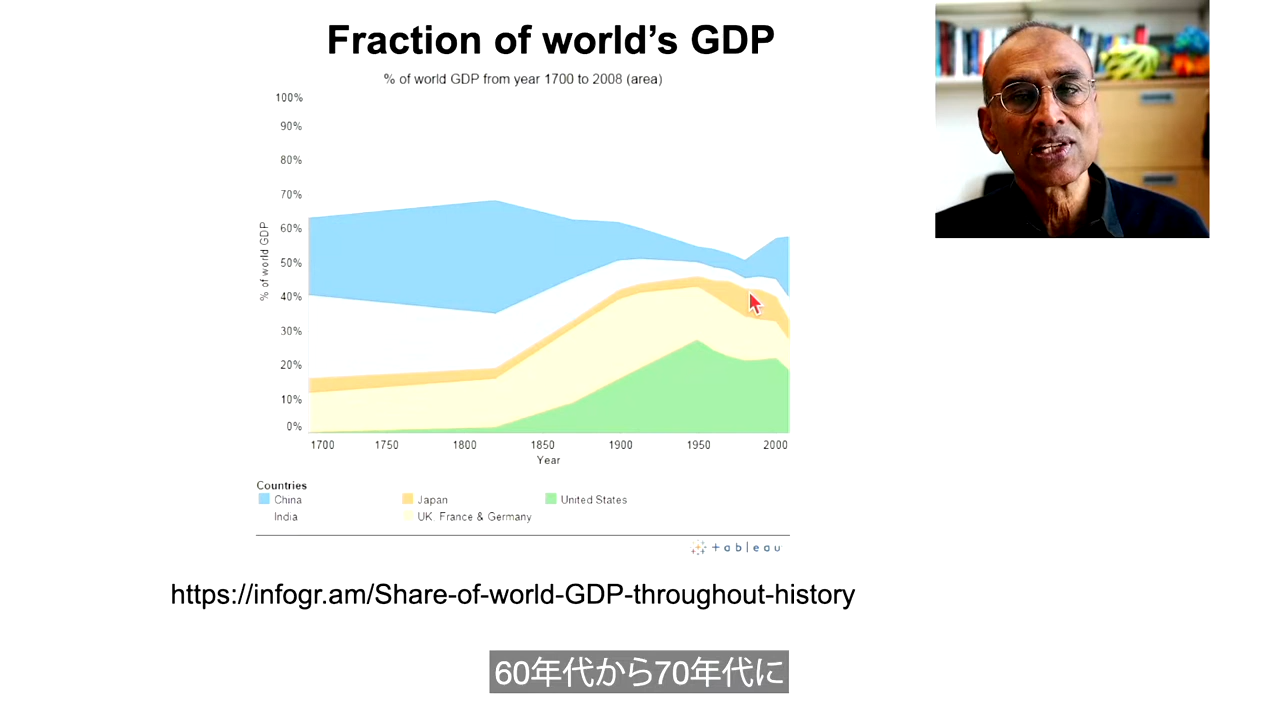 Fraction of world's GDP
% of world GDP from year 1700 to 2008 (area)
100%
90%
80%
70%
60%
50%
40%
30%
20%
10%
0%
% of world GDP
1700 1750 1800 1850 1900 1950 2000
Year
Countries
China Japan United States
India UK, France & Germany
+ a b l e a u
https://infogr.am/Share-of-world-GDP-throughout-history
60年代から70年代に